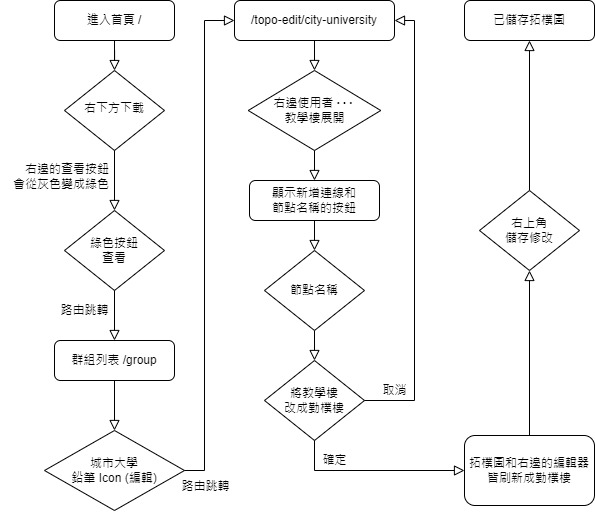 進入首頁 /
右下方下載
右邊的查看按鈕
會從灰色變成綠色
綠色按鈕
查看
路由跳轉
群組列表 /group
城市大學
鉛筆 Icon (編輯)
路由跳轉
/topo-edit/city-university
右邊使用者 · · ·
教學樓展開
顯示新增連線和
節點名稱的按鈕
節點名稱
將教學樓
改成勤樸樓
取消
確定
拓樸圖和右邊的編輯器
皆刷新成勤樸樓
右上角
儲存修改
已儲存拓樸圖